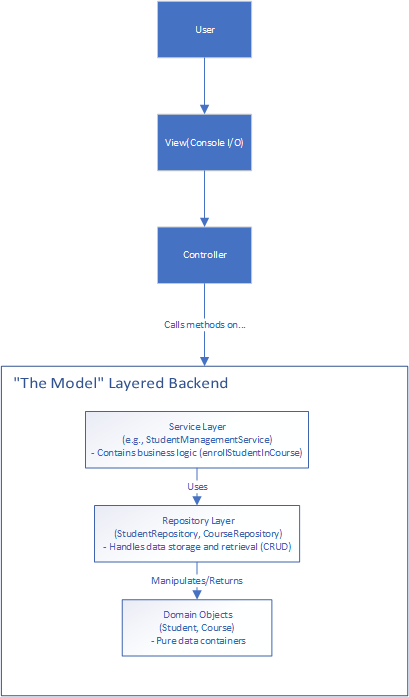 User
View(Console I/O)
Controller
Calls methods on...
"The Model" Layered Backend
Service Layer
(e.g., StudentManagementService)
- Contains business logic (enrollStudentInCourse)
Uses
Repository Layer
(StudentRepository, CourseRepository)
- Handles data storage and retrieval (CRUD)
Manipulates/Returns
Domain Objects
(Student, Course)
- Pure data containers